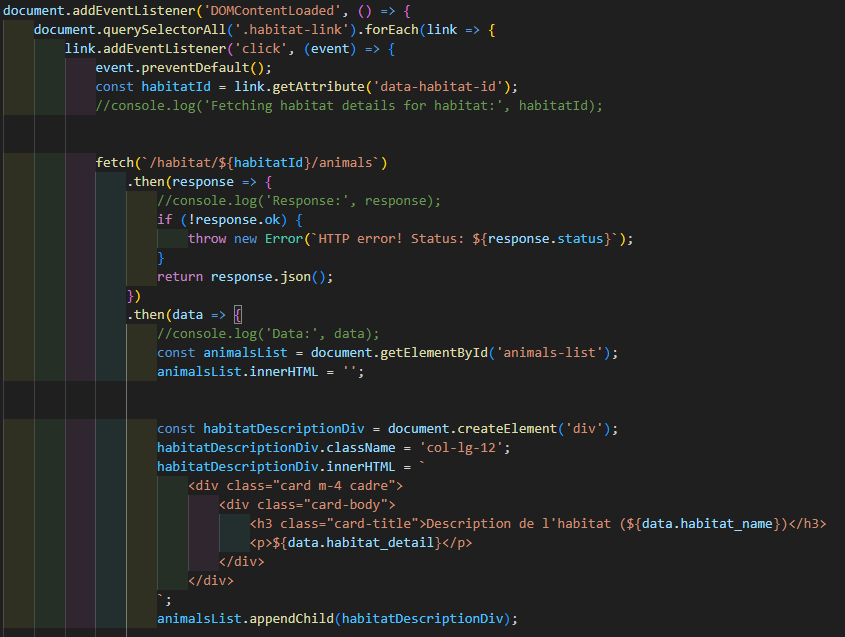 document.addEventListener('DOMContentLoaded', () => {
document.querySelectorAll('.habitat-link').forEach(link => {
link.addEventListener('click', (event) => {
event.preventDefault();
const habitatId = link.getAttribute('data-habitat-id');
//console.log('Fetching habitat details for habitat:', habitatId);
fetch(`/habitat/${habitatId}/animals`)
.then(response => {
//console.log('Response:', response);
if (!response.ok) {
throw new Error(`HTTP error! Status: ${response.status}`);
}
return response.json();
})
.then(data => {
//console.log('Data:', data);
const animalsList = document.getElementById('animals-list');
animalsList.innerHTML = '';
const habitatDescriptionDiv = document.createElement('div');
habitatDescriptionDiv.className = 'col-lg-12';
habitatDescriptionDiv.innerHTML = `
<div class="card m-4 cadre">
<div class="card-body">
<h3 class="card-title">Description de l'habitat (${data.habitat_name})</h3>
<p>${data.habitat_detail}</p>
</div>
</div>
`;
animalsList.appendChild(habitatDescriptionDiv);